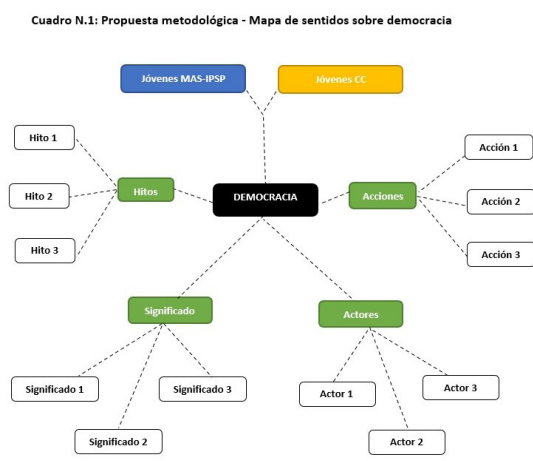 Cuadro N.1: Propuesta metodológica - Mapa de sentidos sobre democracia
Jóvenes MAS-IPSP
Jóvenes CC
Hito 1
Hito 2
Hito 3
Hitos
DEMOCRACIA
Acciones
Acción 1
Acción 2
Acción 3
Significado
Actores
Significado 1
Significado 2
Significado 3
Actor 1
Actor 2
Actor 3